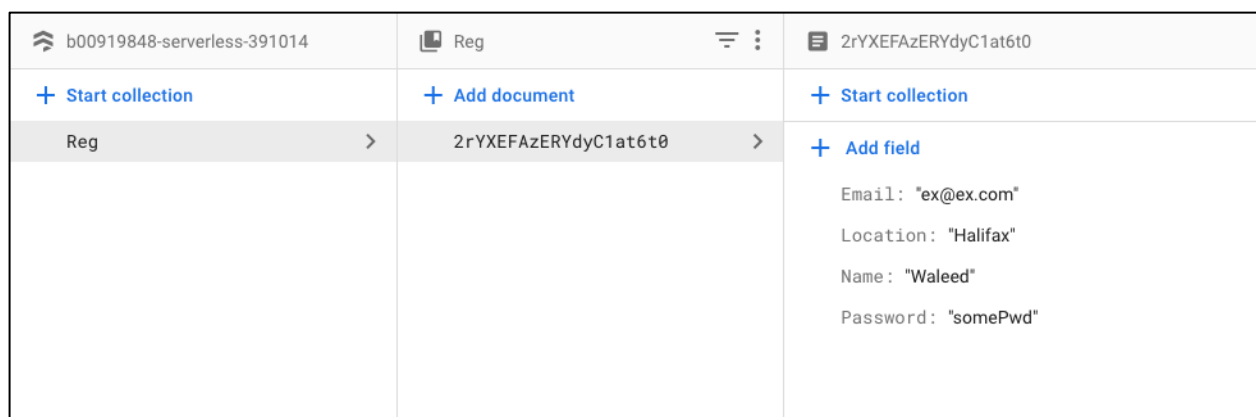 b00919848-serverless-391014
Reg
2rYXEFAzERYdyC1at6t0
+ Start collection
+ Add document
+ Start collection
Reg
2rYXEFAzERYdyC1at6t0
+ Add field
Email: "ex@ex.com"
Location: "Halifax"
Name: "Waleed"
Password: "somePwd"